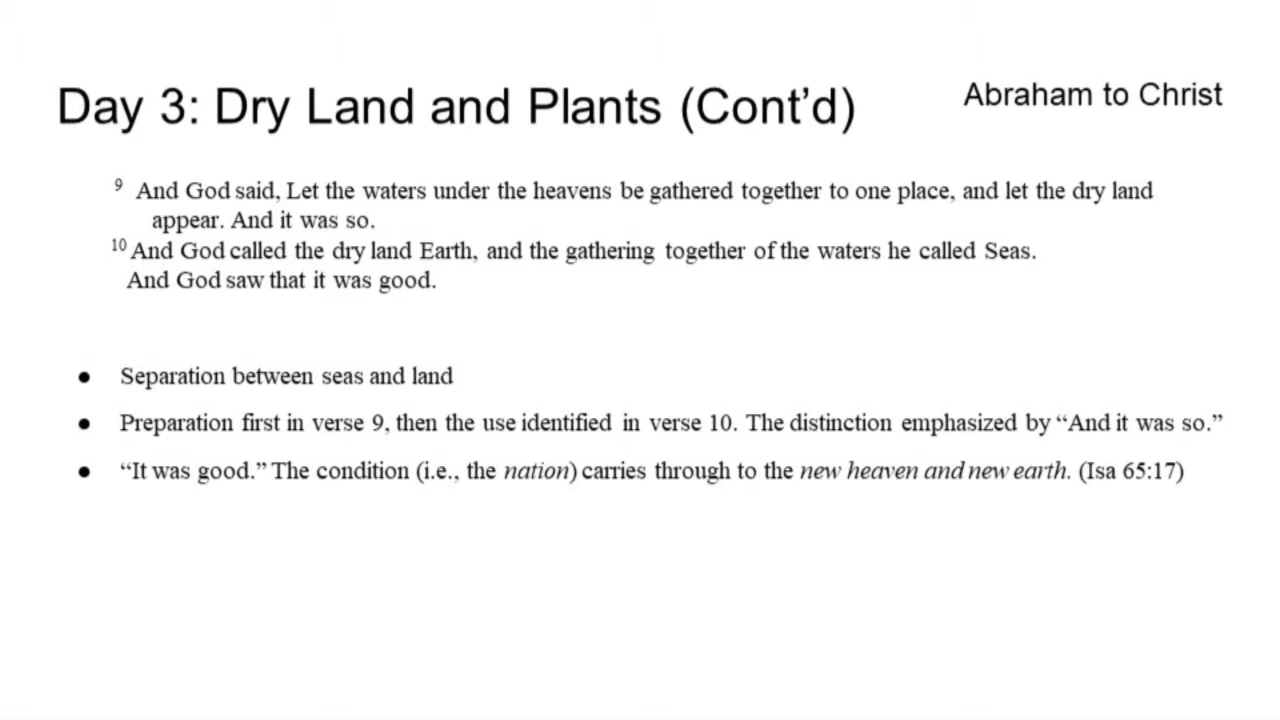 Day 3: Dry Land and Plants (Cont’d)
Abraham to Christ
9 And God said, Let the waters under the heavens be gathered together to one place, and let the dry land
appear. And it was so.
10 And God called the dry land Earth, and the gathering together of the waters he called Seas.
And God saw that it was good.
● Separation between seas and land
● Preparation first in verse 9, then the use identified in verse 10. The distinction emphasized by “And it was so.”
● “It was good.” The condition (i.e., the nation) carries through to the new heaven and new earth. (Isa 65:17)